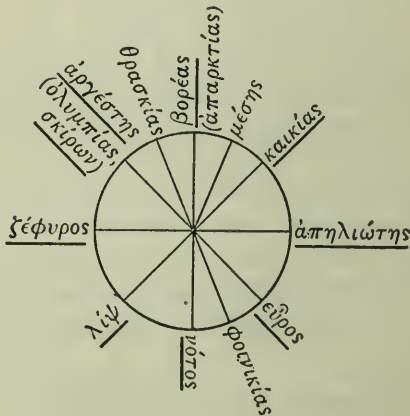 θρασκίας
βορέας
(ἀπαρκτίας)
μέσης
καικίας
ἀπηλιώτης
εὖρος
φοινικίας
νότος
λίψ
ζέφυρος
ἀργέστης
(ὀλυμπίας,
σκίρων)